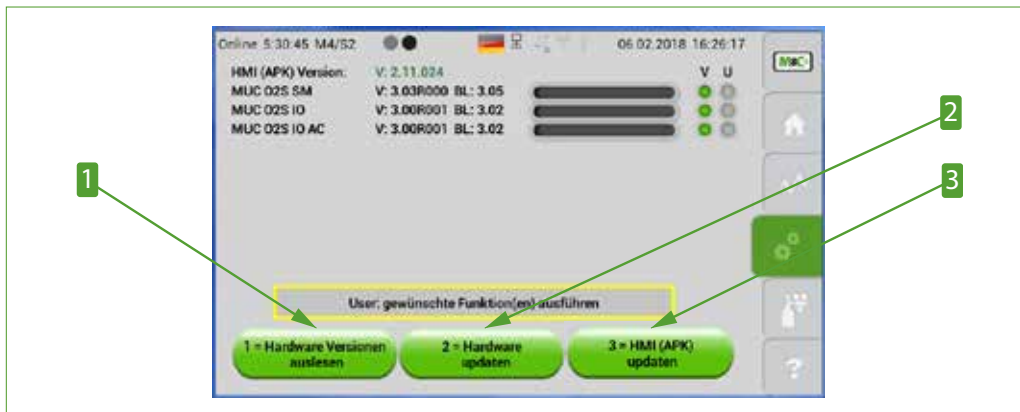 Online 5:30:45 M4/S2 06.02.2018 16:26:17
HMI (APK) Version: V: 2.11.024 V U
MUC O2S SM V: 3.03R000 BL: 3.05
MUC O2S IO V: 3.00R001 BL: 3.02
MUC O2S IO AC V: 3.00R001 BL: 3.02
MUC
1
2
3
User: gewünschte Funktion(en) ausführen
1 = Hardware Versionen
auslesen
2 = Hardware
updaten
3 = HMI (APK)
updaten
?